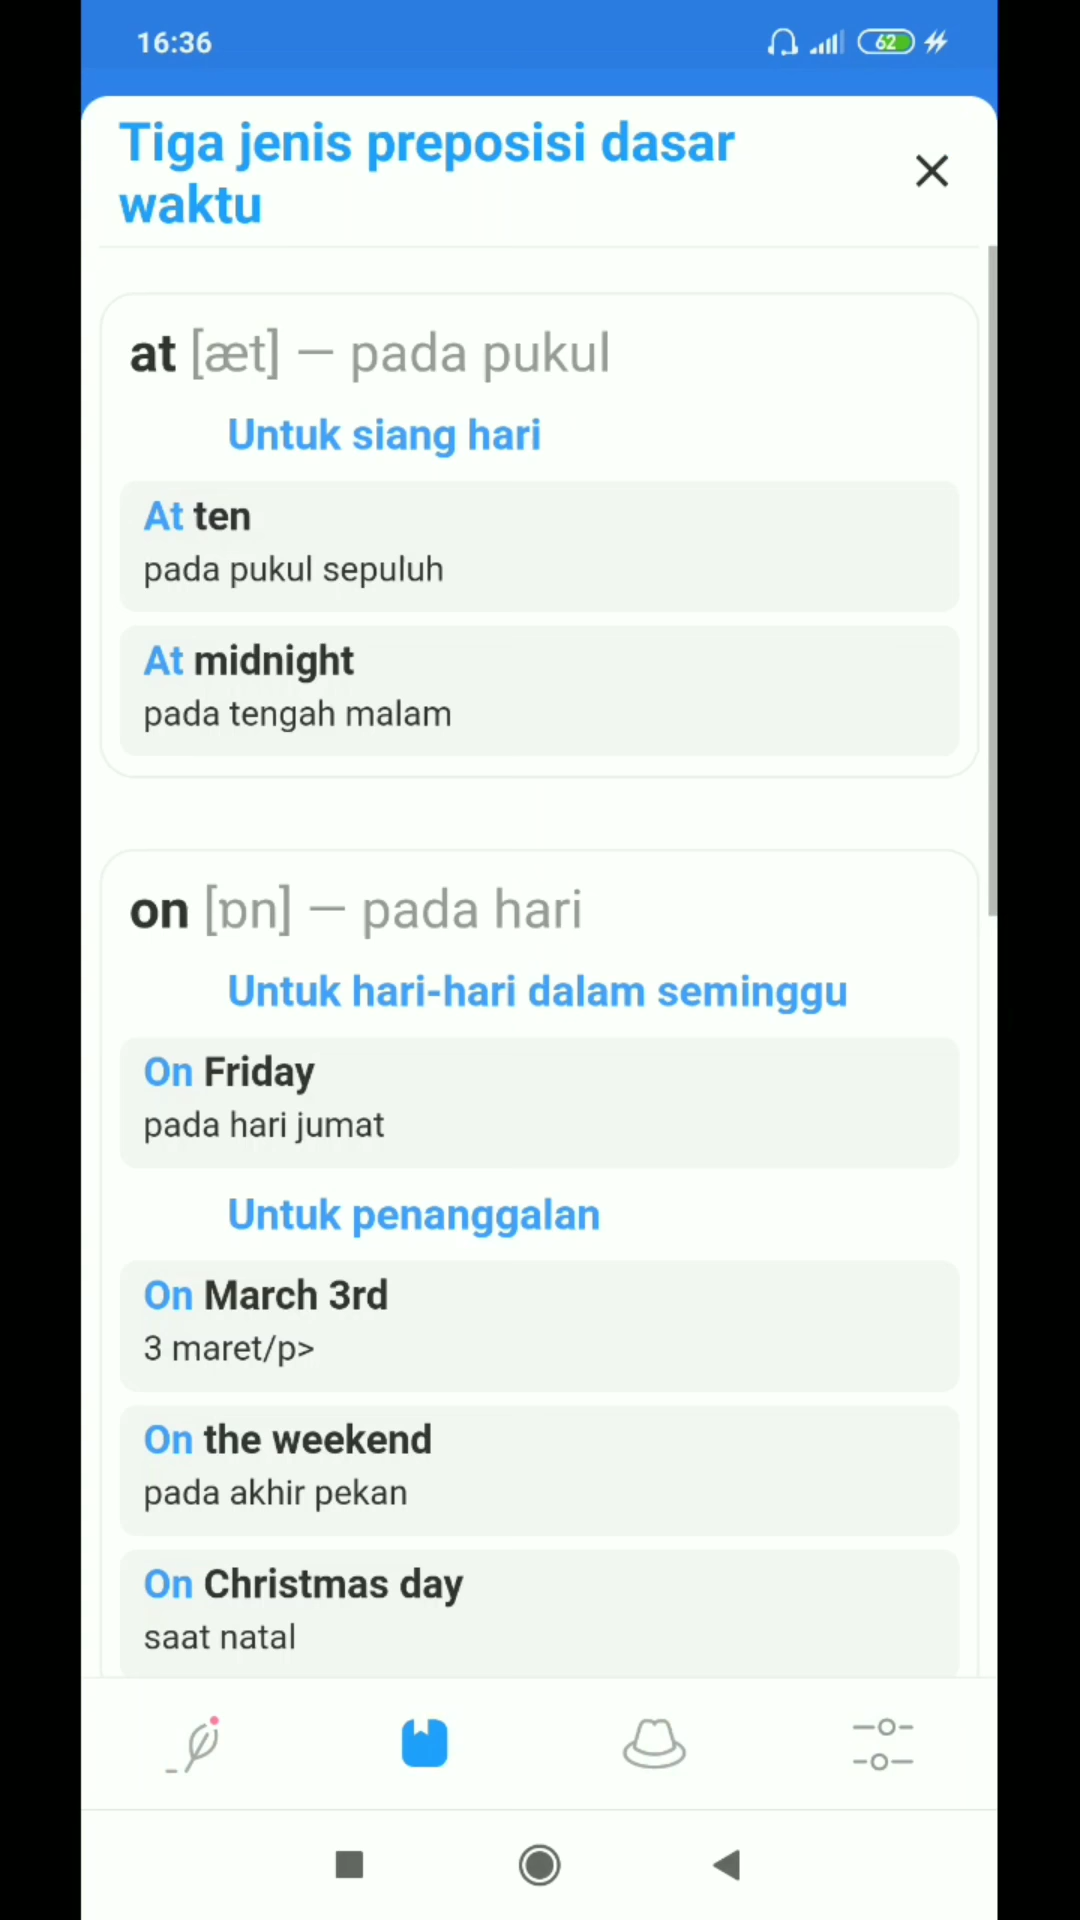 16:36
62
Tiga jenis preposisi dasar
waktu
at [æt] — pada pukul
Untuk siang hari
At ten
pada pukul sepuluh
At midnight
pada tengah malam
on [ɒn] — pada hari
Untuk hari-hari dalam seminggu
On Friday
pada hari jumat
Untuk penanggalan
On March 3rd
3 maret/p>
On the weekend
pada akhir pekan
On Christmas day
saat natal